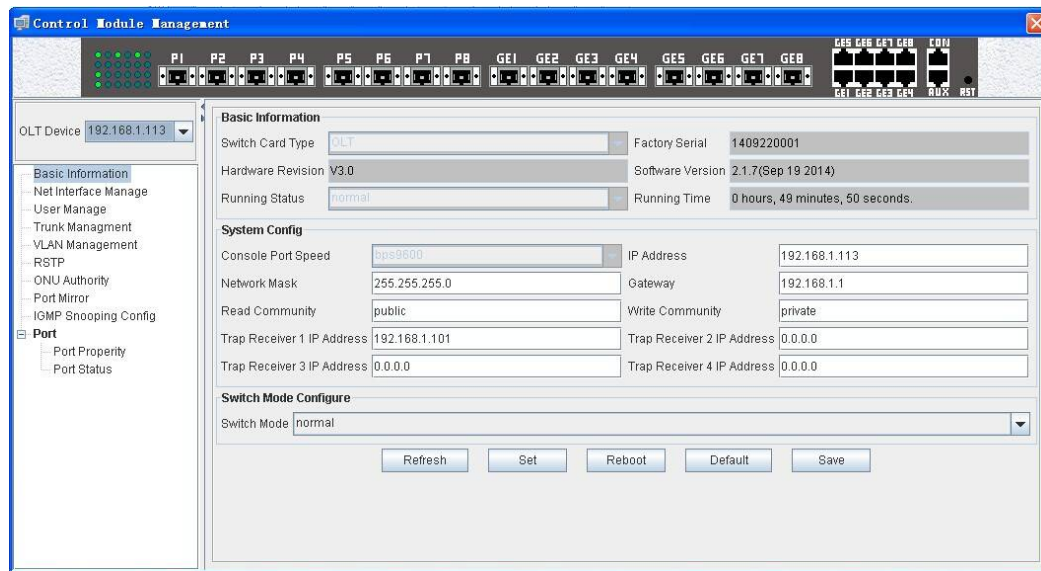 Control Module Management
GE5 GE6 GE7 GE8 CON
P1 P2 P3 P4 P5 P6 P7 P8 GE1 GE2 GE3 GE4 GE5 GE6 GE7 GE8
GE1 GE2 GE3 GE4 AUX RST
OLT Device 192.168.1.113
Basic Information
Net Interface Manage
User Manage
Trunk Managment
VLAN Management
RSTP
ONU Authority
Port Mirror
IGMP Snooping Config
Port
Port Properity
Port Status
Basic Information
Switch Card Type OLT Factory Serial 1409220001
Hardware Revision V3.0 Software Version 2.1.7(Sep 19 2014)
Running Status normal Running Time 0 hours, 49 minutes, 50 seconds.
System Config
Console Port Speed bps9600 IP Address 192.168.1.113
Network Mask 255.255.255.0 Gateway 192.168.1.1
Read Community public Write Community private
Trap Receiver 1 IP Address 192.168.1.101 Trap Receiver 2 IP Address 0.0.0.0
Trap Receiver 3 IP Address 0.0.0.0 Trap Receiver 4 IP Address 0.0.0.0
Switch Mode Configure
Switch Mode normal
Refresh Set Reboot Default Save